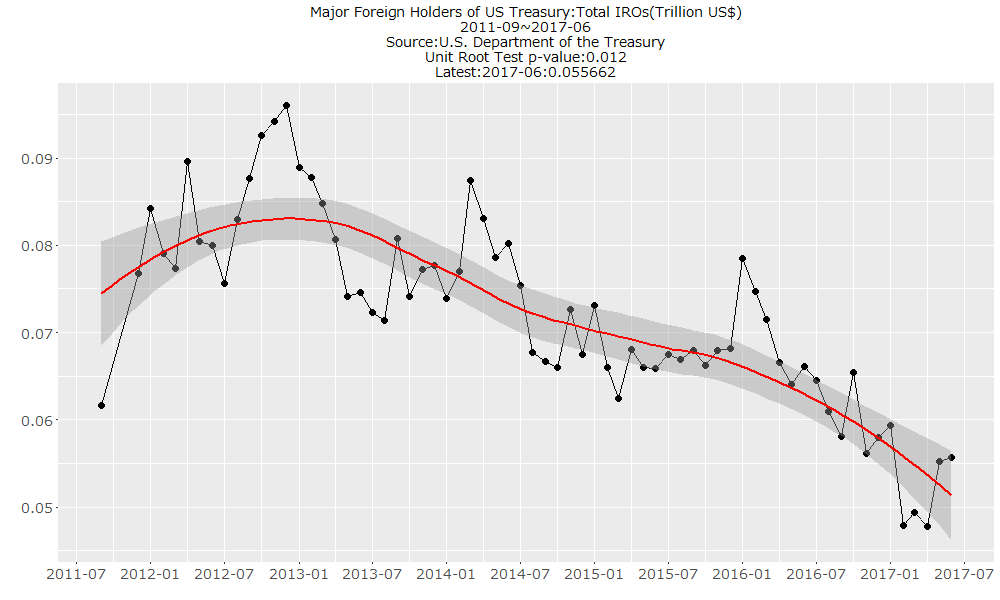 Major Foreign Holders of US Treasury:Total IROs(Trillion US$)
2011-09~2017-06
Source:U.S. Department of the Treasury
Unit Root Test p-value:0.012
Latest:2017-06:0.055662
0.09
0.08
0.07
0.06
0.05
2011-07 2012-01 2012-07 2013-01 2013-07 2014-01 2014-07 2015-01 2015-07 2016-01 2016-07 2017-01 2017-07